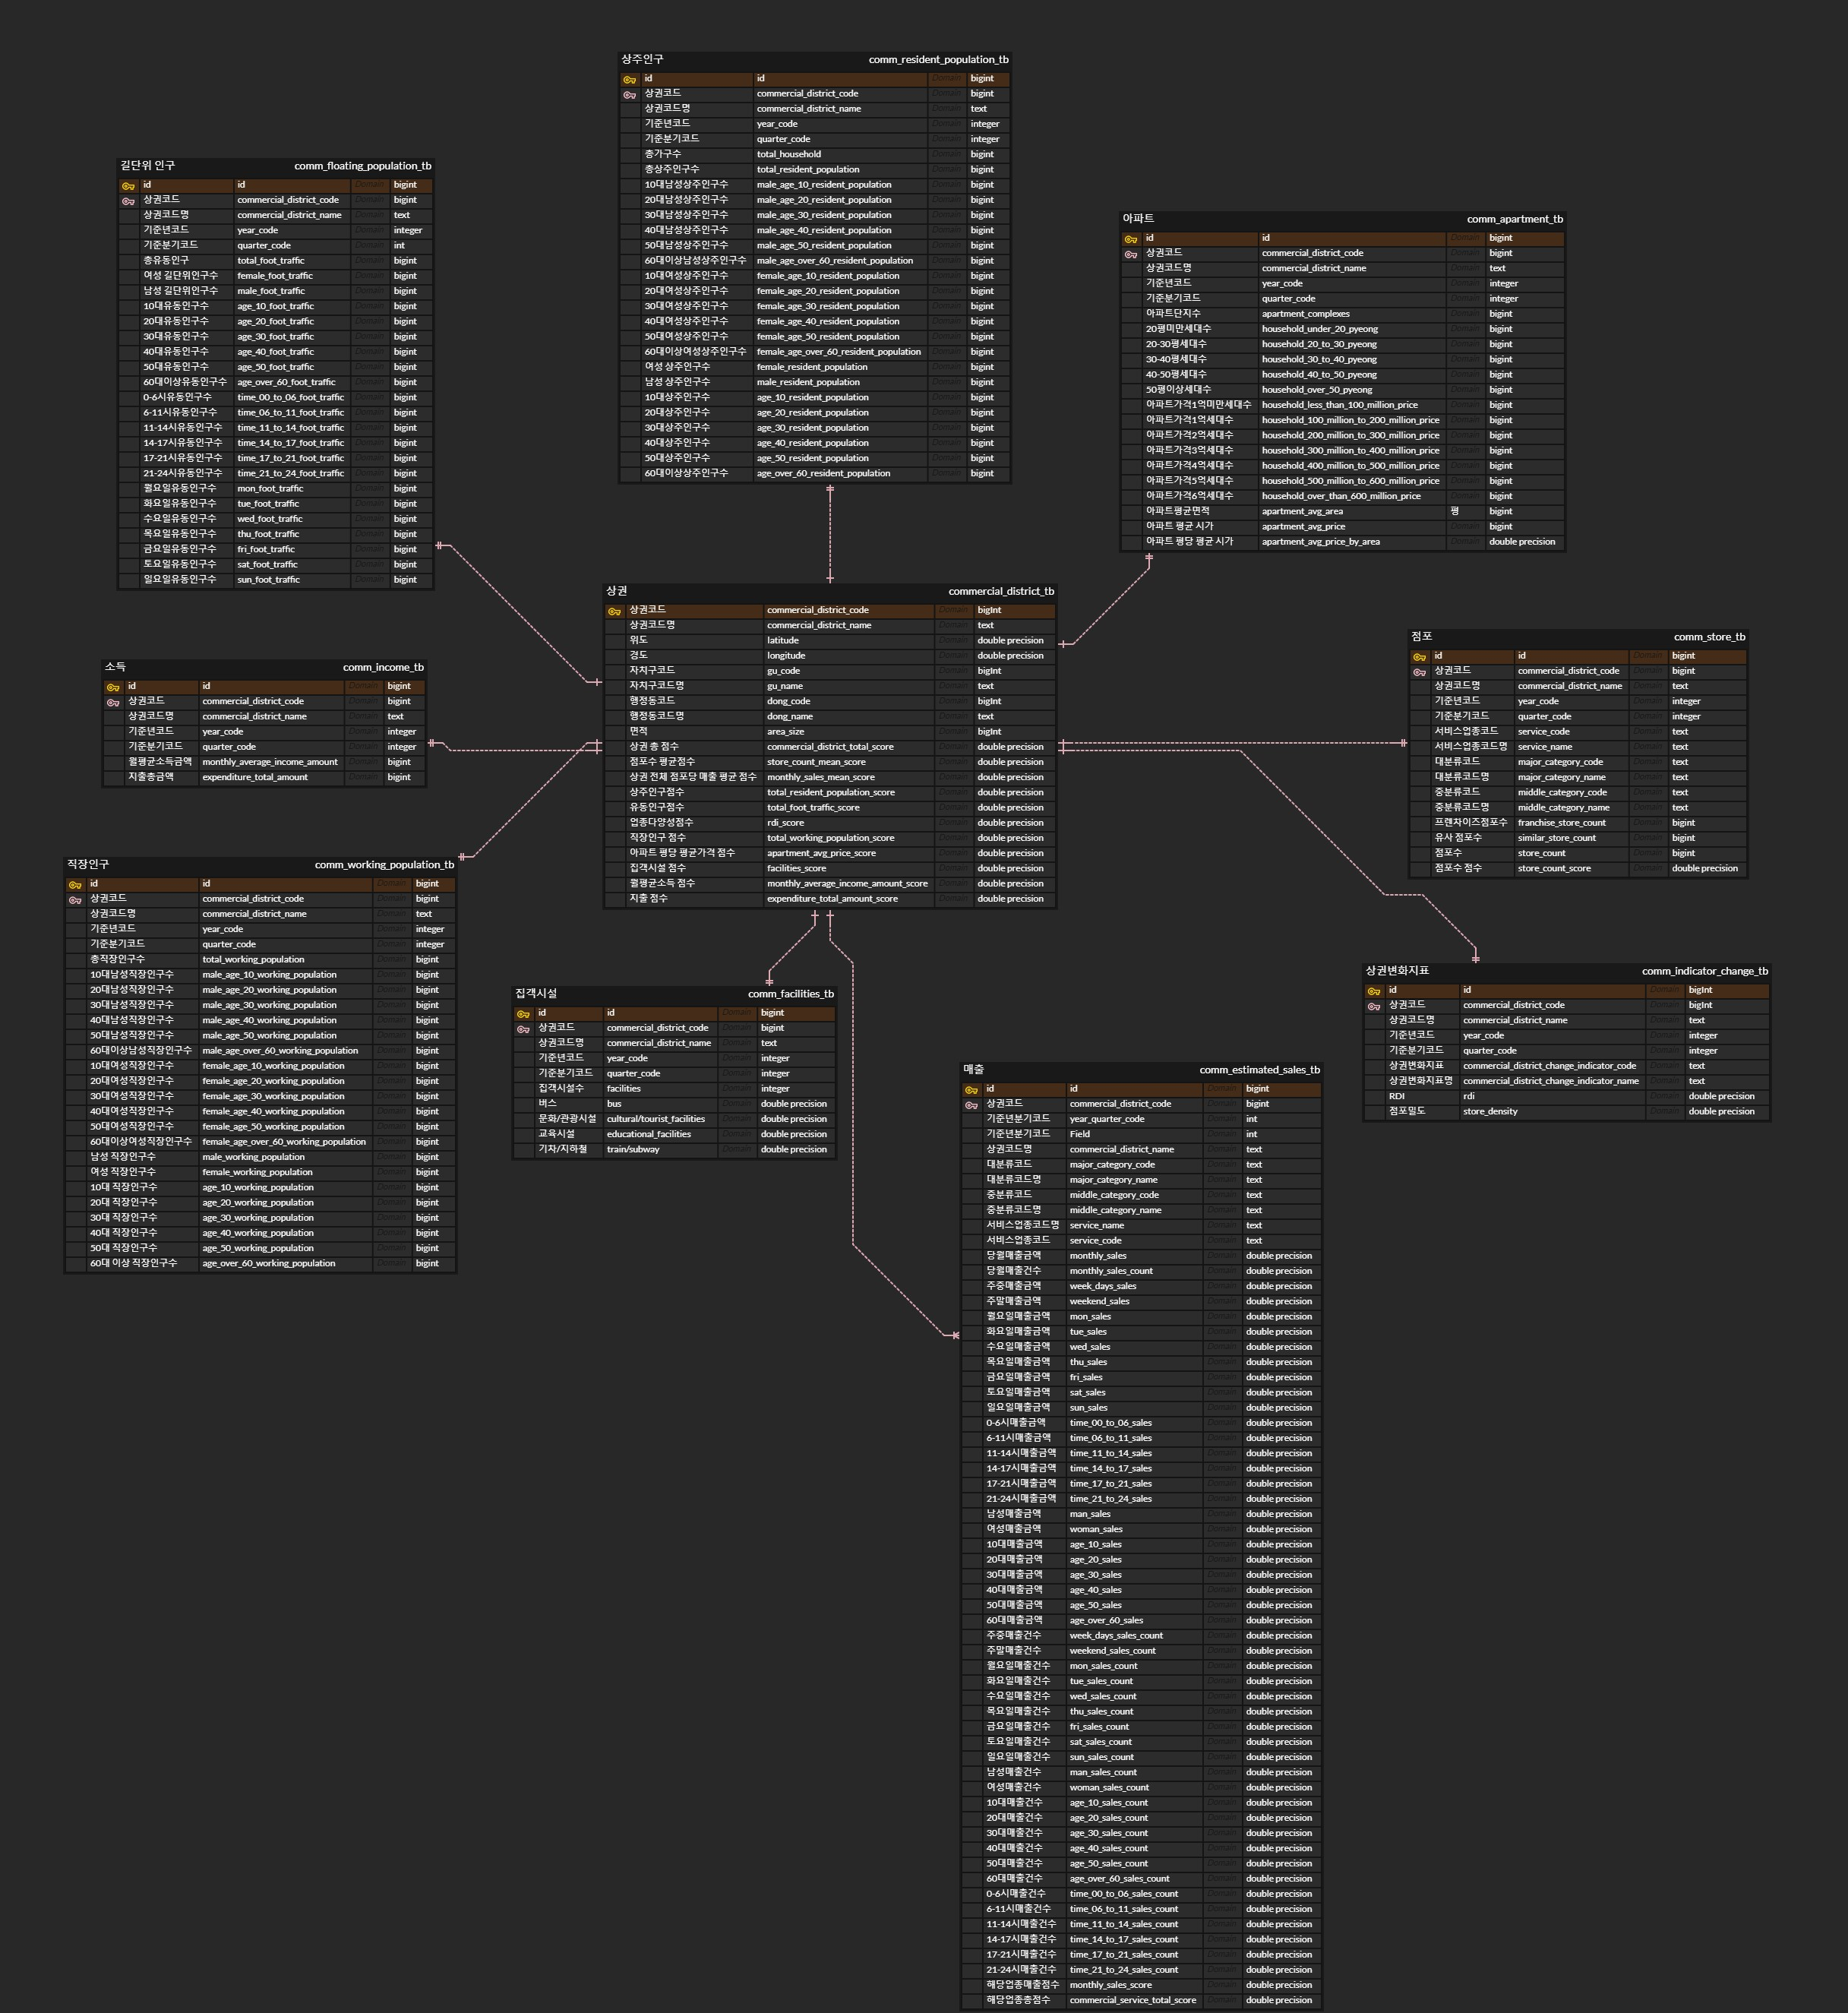 상주인구 comm_resident_population_tb
id id Domain bigint
상권코드 commercial_district_code Domain bigint
상권코드명 commercial_district_name Domain text
기준년코드 year_code Domain integer
기준분기코드 quarter_code Domain integer
총가구수 total_household Domain bigint
총상주인구수 total_resident_population Domain bigint
10대남성상주인구수 male_age_10_resident_population Domain bigint
20대남성상주인구수 male_age_20_resident_population Domain bigint
30대남성상주인구수 male_age_30_resident_population Domain bigint
40대남성상주인구수 male_age_40_resident_population Domain bigint
50대남성상주인구수 male_age_50_resident_population Domain bigint
60대이상남성상주인구수 male_age_over_60_resident_population Domain bigint
10대여성상주인구수 female_age_10_resident_population Domain bigint
20대여성상주인구수 female_age_20_resident_population Domain bigint
30대여성상주인구수 female_age_30_resident_population Domain bigint
40대여성상주인구수 female_age_40_resident_population Domain bigint
50대여성상주인구수 female_age_50_resident_population Domain bigint
60대이상여성상주인구수 female_age_over_60_resident_population Domain bigint
여성 상주인구수 female_resident_population Domain bigint
남성 상주인구수 male_resident_population Domain bigint
10대상주인구수 age_10_resident_population Domain bigint
20대상주인구수 age_20_resident_population Domain bigint
30대상주인구수 age_30_resident_population Domain bigint
40대상주인구수 age_40_resident_population Domain bigint
50대상주인구수 age_50_resident_population Domain bigint
60대이상상주인구수 age_over_60_resident_population Domain bigint
길단위 인구 comm_floating_population_tb
id id Domain bigint
상권코드 commercial_district_code Domain bigint
상권코드명 commercial_district_name Domain text
기준년코드 year_code Domain integer
기준분기코드 quarter_code Domain int
총유동인구 total_foot_traffic Domain bigint
여성 길단위인구수 female_foot_traffic Domain bigint
남성 길단위인구수 male_foot_traffic Domain bigint
10대유동인구수 age_10_foot_traffic Domain bigint
20대유동인구수 age_20_foot_traffic Domain bigint
30대유동인구수 age_30_foot_traffic Domain bigint
40대유동인구수 age_40_foot_traffic Domain bigint
50대유동인구수 age_50_foot_traffic Domain bigint
60대이상유동인구수 age_over_60_foot_traffic Domain bigint
0-6시유동인구수 time_00_to_06_foot_traffic Domain bigint
6-11시유동인구수 time_06_to_11_foot_traffic Domain bigint
11-14시유동인구수 time_11_to_14_foot_traffic Domain bigint
14-17시유동인구수 time_14_to_17_foot_traffic Domain bigint
17-21시유동인구수 time_17_to_21_foot_traffic Domain bigint
21-24시유동인구수 time_21_to_24_foot_traffic Domain bigint
월요일유동인구수 mon_foot_traffic Domain bigint
화요일유동인구수 tue_foot_traffic Domain bigint
수요일유동인구수 wed_foot_traffic Domain bigint
목요일유동인구수 thu_foot_traffic Domain bigint
금요일유동인구수 fri_foot_traffic Domain bigint
토요일유동인구수 sat_foot_traffic Domain bigint
일요일유동인구수 sun_foot_traffic Domain bigint
아파트 comm_apartment_tb
id id Domain bigint
상권코드 commercial_district_code Domain bigint
상권코드명 commercial_district_name Domain text
기준년코드 year_code Domain integer
기준분기코드 quarter_code Domain integer
아파트단지수 apartment_complexes Domain bigint
20평미만세대수 household_under_20_pyeong Domain bigint
20-30평세대수 household_20_to_30_pyeong Domain bigint
30-40평세대수 household_30_to_40_pyeong Domain bigint
40-50평세대수 household_40_to_50_pyeong Domain bigint
50평이상세대수 household_over_50_pyeong Domain bigint
아파트가격1억미만세대수 household_less_than_100_million_price Domain bigint
아파트가격1억세대수 household_100_million_to_200_million_price Domain bigint
아파트가격2억세대수 household_200_million_to_300_million_price Domain bigint
아파트가격3억세대수 household_300_million_to_400_million_price Domain bigint
아파트가격4억세대수 household_400_million_to_500_million_price Domain bigint
아파트가격5억세대수 household_500_million_to_600_million_price Domain bigint
아파트가격6억세대수 household_over_than_600_million_price Domain bigint
아파트평균면적 apartment_avg_area 평 bigint
아파트 평균 시가 apartment_avg_price Domain bigint
아파트 평당 평균 시가 apartment_avg_price_by_area Domain double precision
상권 commercial_district_tb
상권코드 commercial_district_code Domain bigInt
상권코드명 commercial_district_name Domain text
위도 latitude Domain double precision
경도 longitude Domain double precision
자치구코드 gu_code Domain bigInt
자치구코드명 gu_name Domain text
행정동코드 dong_code Domain bigInt
행정동코드명 dong_name Domain text
면적 area_size Domain bigInt
상권 총 점수 commercial_district_total_score Domain double precision
점포수 평균점수 store_count_mean_score Domain double precision
상권 전체 점포당 매출 평균 점수 monthly_sales_mean_score Domain double precision
상주인구점수 total_resident_population_score Domain double precision
유동인구점수 total_foot_traffic_score Domain double precision
업종다양성점수 rdi_score Domain double precision
직장인구 점수 total_working_population_score Domain double precision
아파트 평당 평균가격 점수 apartment_avg_price_score Domain double precision
집객시설 점수 facilities_score Domain double precision
월평균소득 점수 monthly_average_income_amount_score Domain double precision
지출 점수 expenditure_total_amount_score Domain double precision
점포 comm_store_tb
id id Domain bigint
상권코드 commercial_district_code Domain bigint
상권코드명 commercial_district_name Domain text
기준년코드 year_code Domain integer
기준분기코드 quarter_code Domain integer
서비스업종코드 service_code Domain text
서비스업종코드명 service_name Domain text
대분류코드 major_category_code Domain text
대분류코드명 major_category_name Domain text
중분류코드 middle_category_code Domain text
중분류코드명 middle_category_name Domain text
프랜차이즈점포수 franchise_store_count Domain bigint
유사 점포수 similar_store_count Domain bigint
점포수 store_count Domain bigint
점포수 점수 store_count_score Domain double precision
소득 comm_income_tb
id id Domain bigint
상권코드 commercial_district_code Domain bigint
상권코드명 commercial_district_name Domain text
기준년코드 year_code Domain integer
기준분기코드 quarter_code Domain integer
월평균소득금액 monthly_average_income_amount Domain bigint
지출총금액 expenditure_total_amount Domain bigint
직장인구 comm_working_population_tb
id id Domain bigint
상권코드 commercial_district_code Domain bigint
상권코드명 commercial_district_name Domain text
기준년코드 year_code Domain integer
기준분기코드 quarter_code Domain integer
총직장인구수 total_working_population Domain bigint
10대남성직장인구수 male_age_10_working_population Domain bigint
20대남성직장인구수 male_age_20_working_population Domain bigint
30대남성직장인구수 male_age_30_working_population Domain bigint
40대남성직장인구수 male_age_40_working_population Domain bigint
50대남성직장인구수 male_age_50_working_population Domain bigint
60대이상남성직장인구수 male_age_over_60_working_population Domain bigint
10대여성직장인구수 female_age_10_working_population Domain bigint
20대여성직장인구수 female_age_20_working_population Domain bigint
30대여성직장인구수 female_age_30_working_population Domain bigint
40대여성직장인구수 female_age_40_working_population Domain bigint
50대여성직장인구수 female_age_50_working_population Domain bigint
60대이상여성직장인구수 female_age_over_60_working_population Domain bigint
남성 직장인구수 male_working_population Domain bigint
여성 직장인구수 female_working_population Domain bigint
10대 직장인구수 age_10_working_population Domain bigint
20대 직장인구수 age_20_working_population Domain bigint
30대 직장인구수 age_30_working_population Domain bigint
40대 직장인구수 age_40_working_population Domain bigint
50대 직장인구수 age_50_working_population Domain bigint
60대 이상 직장인구수 age_over_60_working_population Domain bigint
집객시설 comm_facilities_tb
id id Domain bigint
상권코드 commercial_district_code Domain bigint
상권코드명 commercial_district_name Domain text
기준년코드 year_code Domain integer
기준분기코드 quarter_code Domain integer
집객시설수 facilities Domain integer
버스 bus Domain double precision
문화/관광시설 cultural/tourist_facilities Domain double precision
교육시설 educational_facilities Domain double precision
기차/지하철 train/subway Domain double precision
상권변화지표 comm_indicator_change_tb
id id Domain bigInt
상권코드 commercial_district_code Domain bigInt
상권코드명 commercial_district_name Domain text
기준년코드 year_code Domain integer
기준분기코드 quarter_code Domain integer
상권변화지표 commercial_district_change_indicator_code Domain text
상권변화지표명 commercial_district_change_indicator_name Domain text
RDI rdi Domain double precision
점포밀도 store_density Domain double precision
매출 comm_estimated_sales_tb
id id Domain bigint
상권코드 commercial_district_code Domain bigint
기준년분기코드 year_quarter_code Domain int
기준년분기코드 Field Domain int
상권코드명 commercial_district_name Domain text
대분류코드 major_category_code Domain text
대분류코드명 major_category_name Domain text
중분류코드 middle_category_code Domain text
중분류코드명 middle_category_name Domain text
서비스업종코드명 service_name Domain text
서비스업종코드 service_code Domain text
당월매출금액 monthly_sales Domain double precision
당월매출건수 monthly_sales_count Domain double precision
주중매출금액 week_days_sales Domain double precision
주말매출금액 weekend_sales Domain double precision
월요일매출금액 mon_sales Domain double precision
화요일매출금액 tue_sales Domain double precision
수요일매출금액 wed_sales Domain double precision
목요일매출금액 thu_sales Domain double precision
금요일매출금액 fri_sales Domain double precision
토요일매출금액 sat_sales Domain double precision
일요일매출금액 sun_sales Domain double precision
0-6시매출금액 time_00_to_06_sales Domain double precision
6-11시매출금액 time_06_to_11_sales Domain double precision
11-14시매출금액 time_11_to_14_sales Domain double precision
14-17시매출금액 time_14_to_17_sales Domain double precision
17-21시매출금액 time_17_to_21_sales Domain double precision
21-24시매출금액 time_21_to_24_sales Domain double precision
남성매출금액 man_sales Domain double precision
여성매출금액 woman_sales Domain double precision
10대매출금액 age_10_sales Domain double precision
20대매출금액 age_20_sales Domain double precision
30대매출금액 age_30_sales Domain double precision
40대매출금액 age_40_sales Domain double precision
50대매출금액 age_50_sales Domain double precision
60대매출금액 age_over_60_sales Domain double precision
주중매출건수 week_days_sales_count Domain double precision
주말매출건수 weekend_sales_count Domain double precision
월요일매출건수 mon_sales_count Domain double precision
화요일매출건수 tue_sales_count Domain double precision
수요일매출건수 wed_sales_count Domain double precision
목요일매출건수 thu_sales_count Domain double precision
금요일매출건수 fri_sales_count Domain double precision
토요일매출건수 sat_sales_count Domain double precision
일요일매출건수 sun_sales_count Domain double precision
남성매출건수 man_sales_count Domain double precision
여성매출건수 woman_sales_count Domain double precision
10대매출건수 age_10_sales_count Domain double precision
20대매출건수 age_20_sales_count Domain double precision
30대매출건수 age_30_sales_count Domain double precision
40대매출건수 age_40_sales_count Domain double precision
50대매출건수 age_50_sales_count Domain double precision
60대매출건수 age_over_60_sales_count Domain double precision
0-6시매출건수 time_00_to_06_sales_count Domain double precision
6-11시매출건수 time_06_to_11_sales_count Domain double precision
11-14시매출건수 time_11_to_14_sales_count Domain double precision
14-17시매출건수 time_14_to_17_sales_count Domain double precision
17-21시매출건수 time_17_to_21_sales_count Domain double precision
21-24시매출건수 time_21_to_24_sales_count Domain double precision
해당업종매출점수 monthly_sales_score Domain double precision
해당업종총점수 commercial_service_total_score Domain double precision